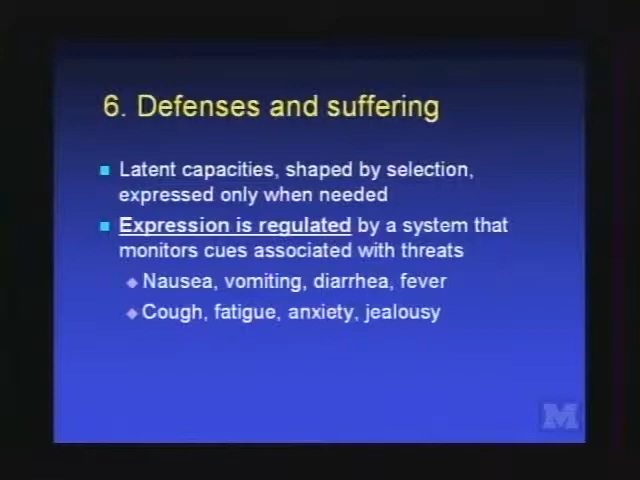 6. Defenses and suffering
Latent capacities, shaped by selection,
expressed only when needed
Expression is regulated by a system that
monitors cues associated with threats
Nausea, vomiting, diarrhea, fever
Cough, fatigue, anxiety, jealousy
M